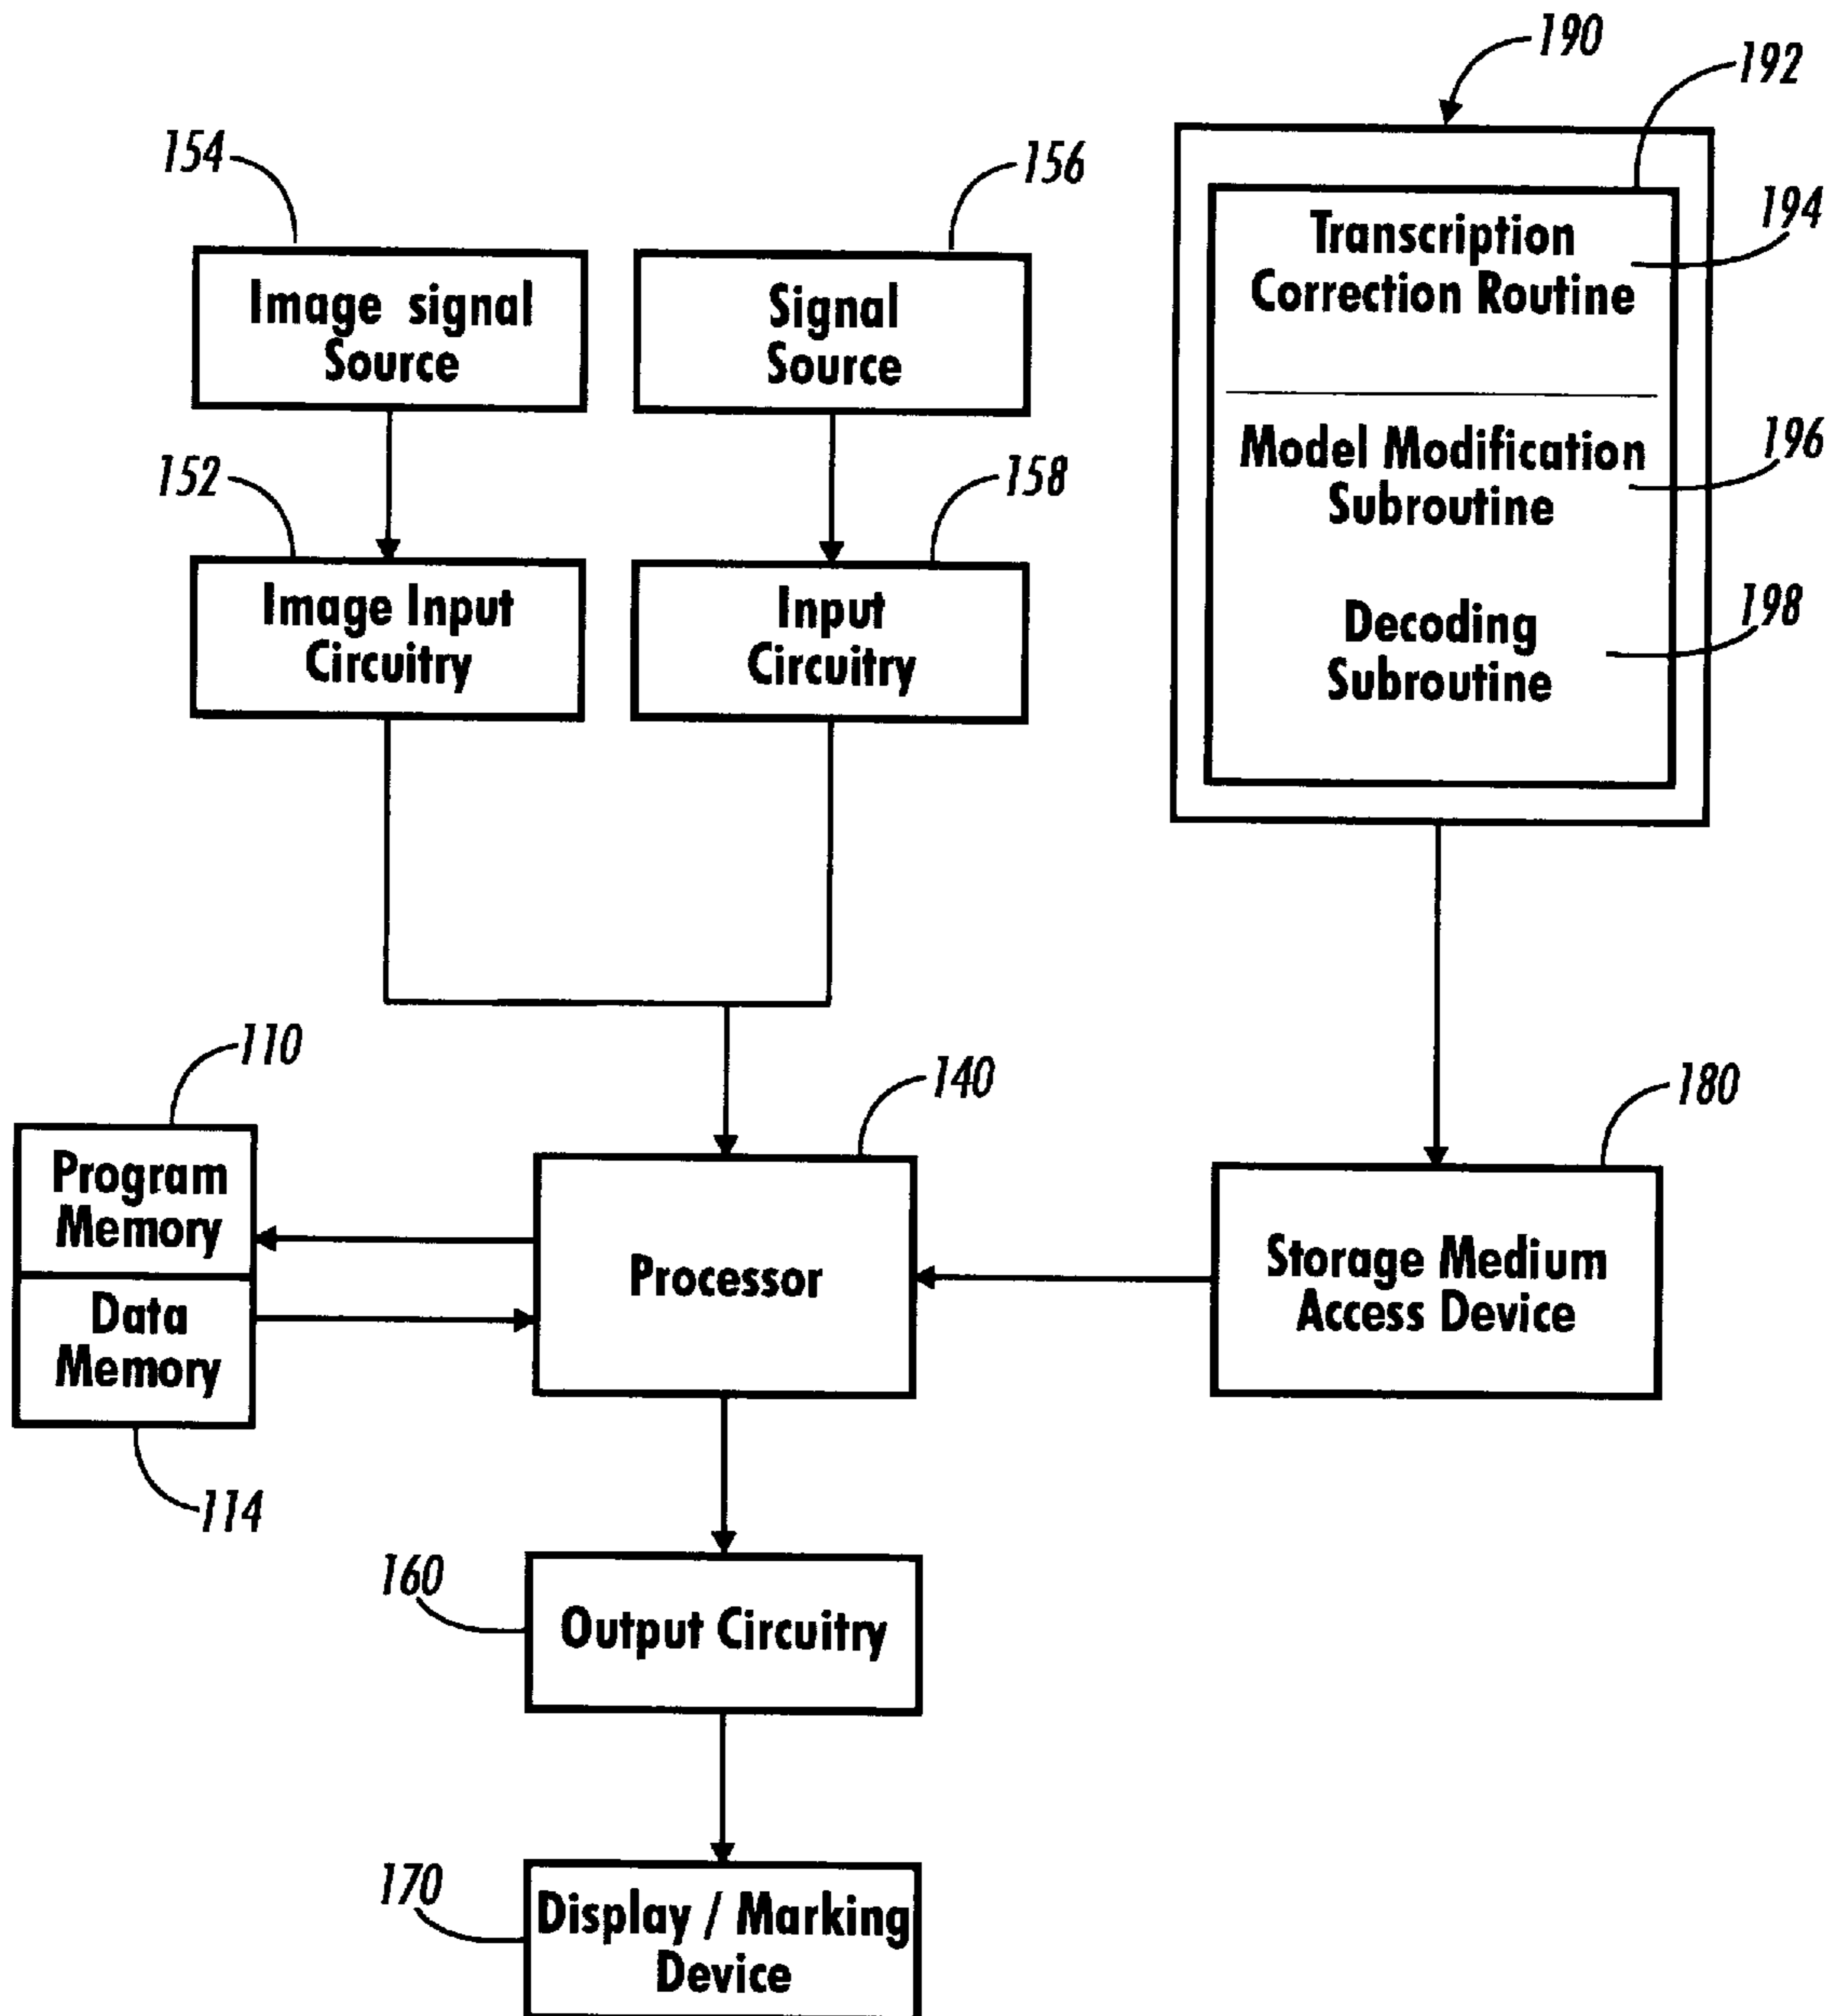 190
192
154
156
194
Image signal
Source
Signal
Source
Transcription
Correction Routine
152
158
196
Model Modification
Subroutine
Image Input
Circuitry
Input
Circuitry
198
Decoding
Subroutine
110
140
180
Program
Memory
Data
Memory
Processor
Storage Medium
Access Device
114
160
Output Circuitry
170
Display / Marking
Device